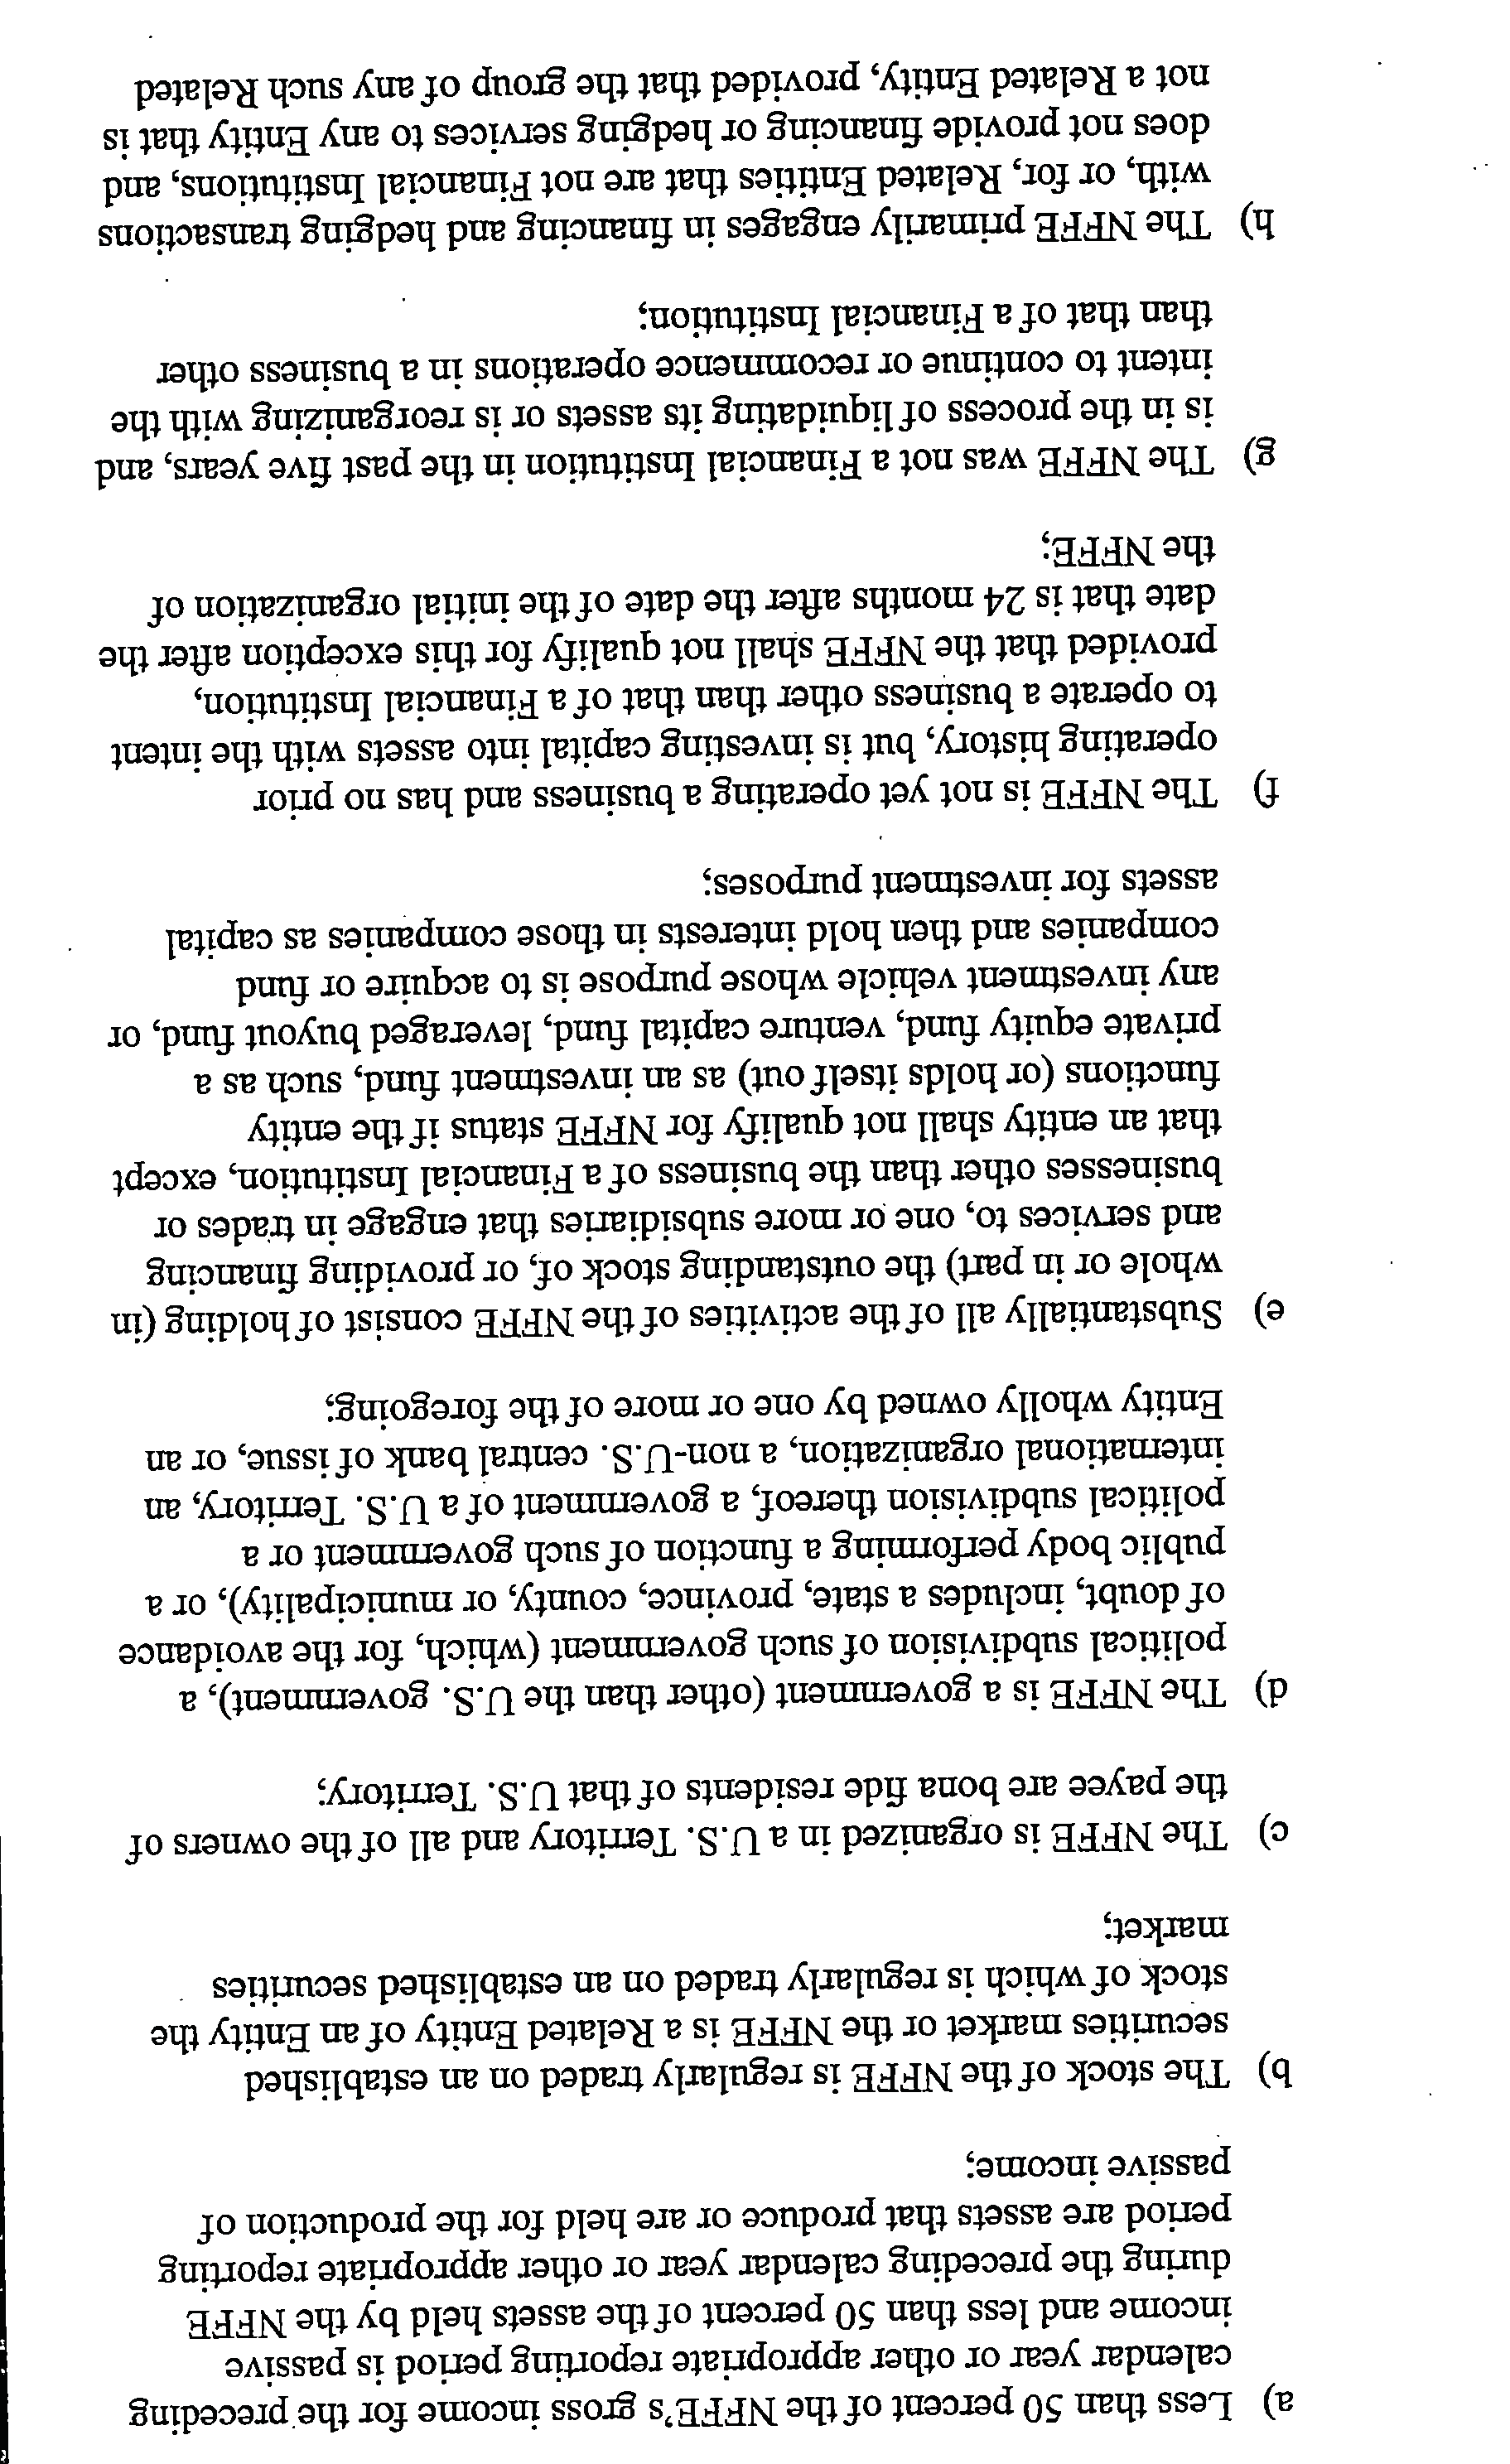 a) Less than 50 percent of the NFFE's gross income for the preceding
calendar year or other appropriate reporting period is passive
income and less than 50 percent of the assets held by the NFFE
during the preceding calendar year or other appropriate reporting
period are assets that produce or are held for the production of
passive income;
b) The stock of the NFFE is regularly traded on an established
securities market or the NFFE is a Related Entity of an Entity the
stock of which is regularly traded on an established securities
market;
c) The NFFE is organized in a U.S. Territory and all of the owners of
the payee are bona fide residents of that U.S. Territory;
d) The NFFE is a government (other than the U.S. government), a
political subdivision of such government (which, for the avoidance
of doubt, includes a state, province, county, or municipality), or a
public body performing a function of such government or a
political subdivision thereof, a government of a U.S. Territory, an
international organization, a non-U.S. central bank of issue, or an
Entity wholly owned by one or more of the foregoing;
e) Substantially all of the activities of the NFFE consist of holding (in
whole or in part) the outstanding stock of, or providing financing
and services to, one or more subsidiaries that engage in trades or
businesses other than the business of a Financial Institution, except
that an entity shall not qualify for NFFE status if the entity
functions (or holds itself out) as an investment fund, such as a
private equity fund, venture capital fund, leveraged buyout fund, or
any investment vehicle whose purpose is to acquire or fund
companies and then hold interests in those companies as capital
assets for investment purposes;
f) The NFFE is not yet operating a business and has no prior
operating history, but is investing capital into assets with the intent
to operate a business other than that of a Financial Institution,
provided that the NFFE shall not qualify for this exception after the
date that is 24 months after the date of the initial organization of
the NFFE;
g) The NFFE was not a Financial Institution in the past five years, and
is in the process of liquidating its assets or is reorganizing with the
intent to continue or recommence operations in a business other
than that of a Financial Institution;
h) The NFFE primarily engages in financing and hedging transactions
with, or for, Related Entities that are not Financial Institutions, and
does not provide financing or hedging services to any Entity that is
not a Related Entity, provided that the group of any such Related